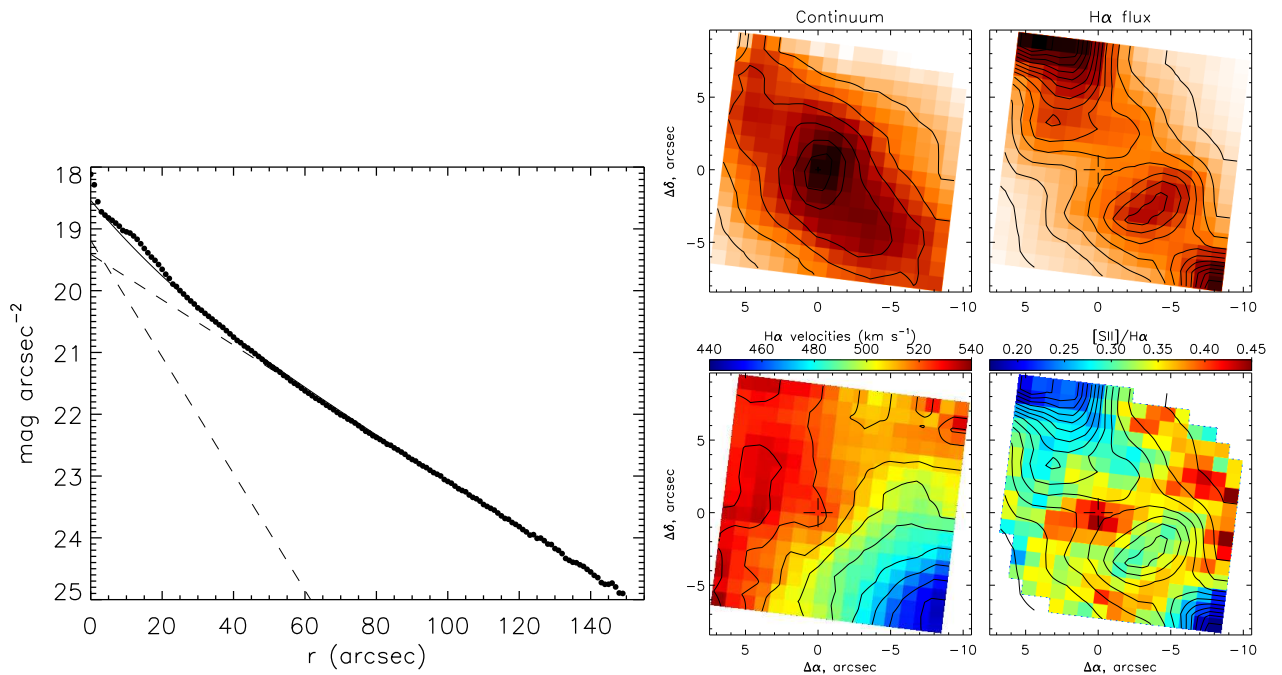 18
19
20
21
22
23
24
25
mag arcsec⁻²
0 20 40 60 80 100 120 140
r (arcsec)
Continuum
Hα flux
Δδ, arcsec
5
0
−5
5 0 −5 −10
5 0 −5 −10
Hα velocities (km s⁻¹)
440 460 480 500 520 540
[SII]/Hα
0.20 0.25 0.30 0.35 0.40 0.45
Δδ, arcsec
5
0
−5
5 0 −5 −10
Δα, arcsec
5 0 −5 −10
Δα, arcsec